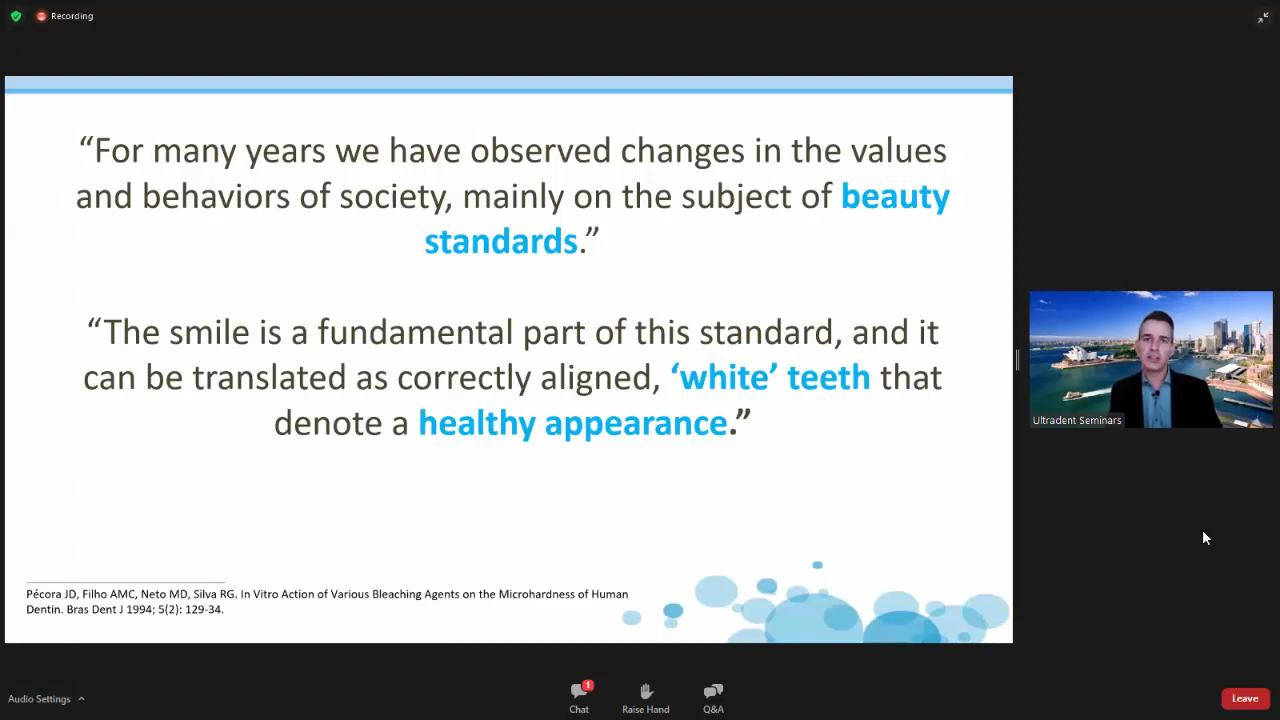 Recording
“For many years we have observed changes in the values
and behaviors of society, mainly on the subject of beauty
standards.”
“The smile is a fundamental part of this standard, and it
can be translated as correctly aligned, ‘white’ teeth that
denote a healthy appearance.”
Ultradent Seminars
Pécora JD, Filho AMC, Neto MD, Silva RG. In Vitro Action of Various Bleaching Agents on the Microhardness of Human
Dentin. Bras Dent J 1994; 5(2): 129-34.
Audio Settings
1
Chat
Raise Hand
Q&A
Leave